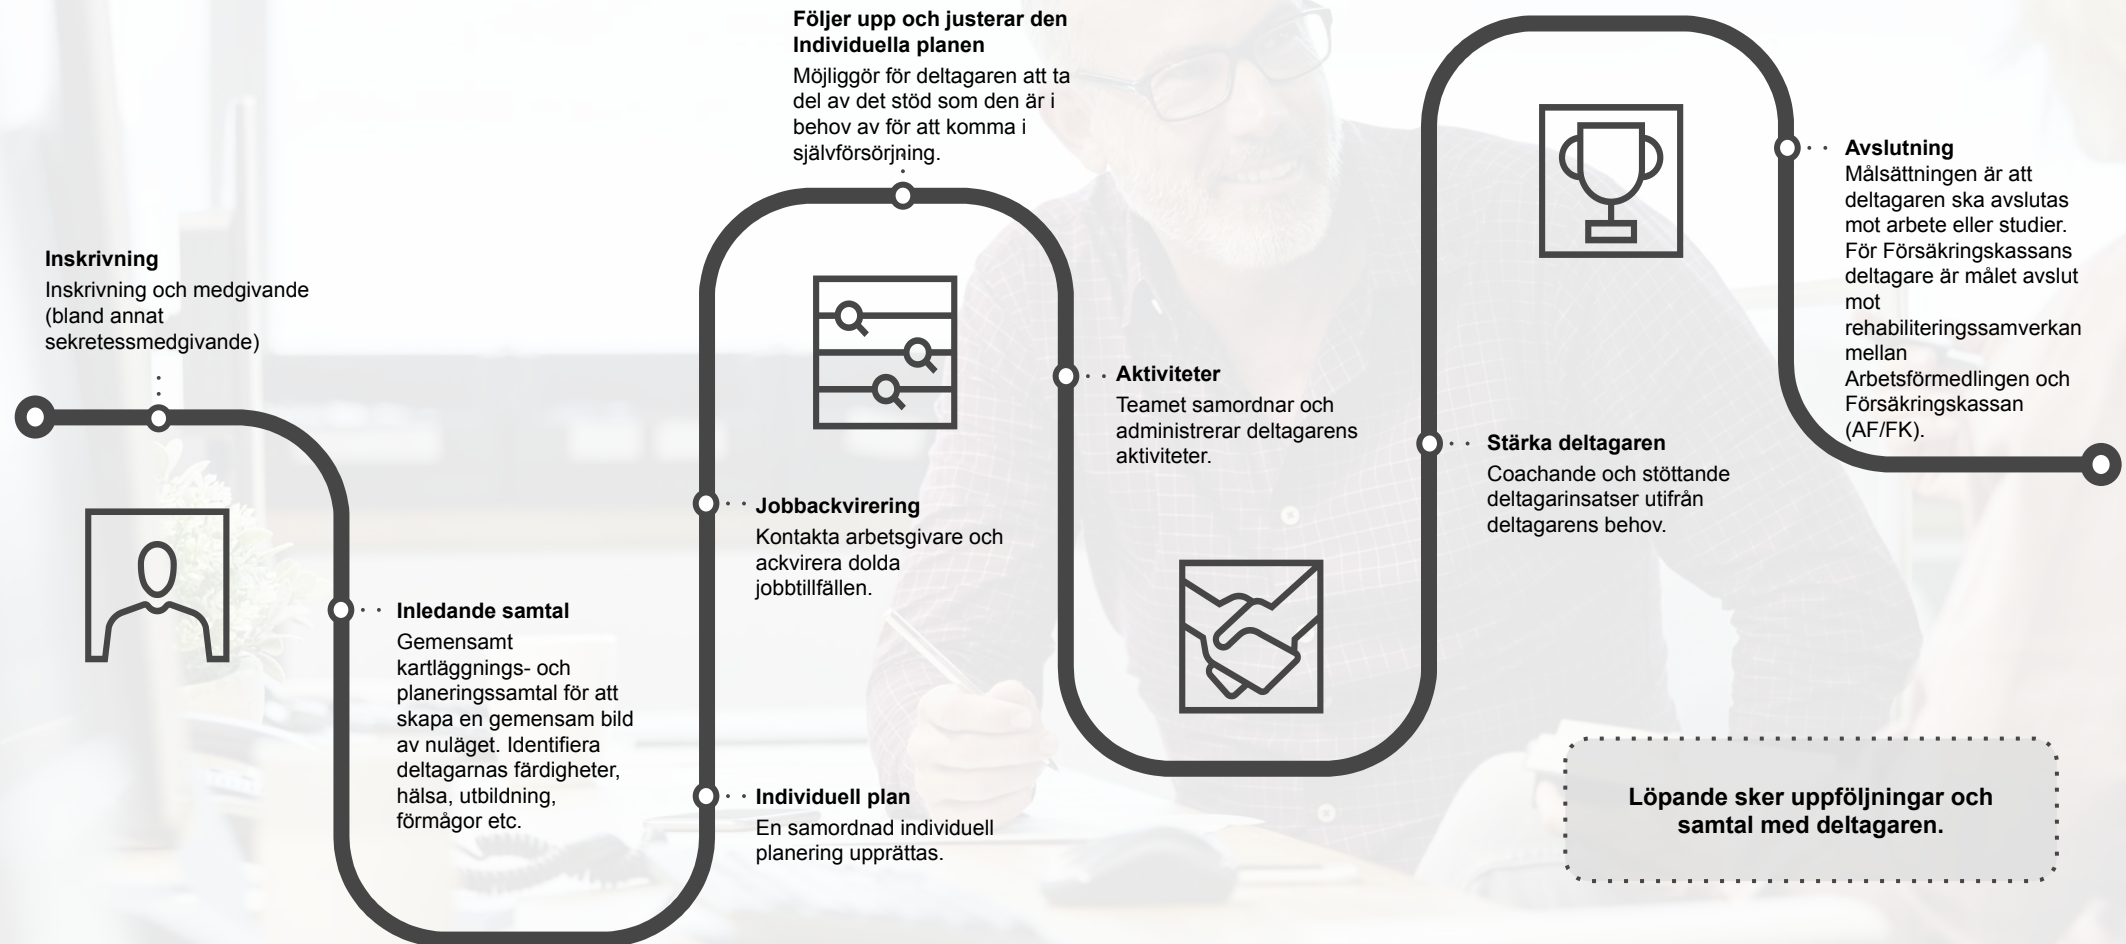 Inskrivning
Inskrivning och medgivande
(bland annat
sekretessmedgivande)
Inledande samtal
Gemensamt
kartläggnings- och
planeringssamtal för att
skapa en gemensam bild
av nuläget. Identifiera
deltagarnas färdigheter,
hälsa, utbildning,
förmågor etc.
Individuell plan
En samordnad individuell
planering upprättas.
Jobbackvirering
Kontakta arbetsgivare och
ackvirera dolda
jobbtillfällen.
Följer upp och justerar den
Individuella planen
Möjliggör för deltagaren att ta
del av det stöd som den är i
behov av för att komma i
självförsörjning.
Aktiviteter
Teamet samordnar och
administrerar deltagarens
aktiviteter.
Stärka deltagaren
Coachande och stöttande
deltagarinsatser utifrån
deltagarens behov.
Avslutning
Målsättningen är att
deltagaren ska avslutas
mot arbete eller studier.
För Försäkringskassans
deltagare är målet avslut
mot
rehabiliteringssamverkan
mellan
Arbetsförmedlingen och
Försäkringskassan
(AF/FK).
Löpande sker uppföljningar och
samtal med deltagaren.